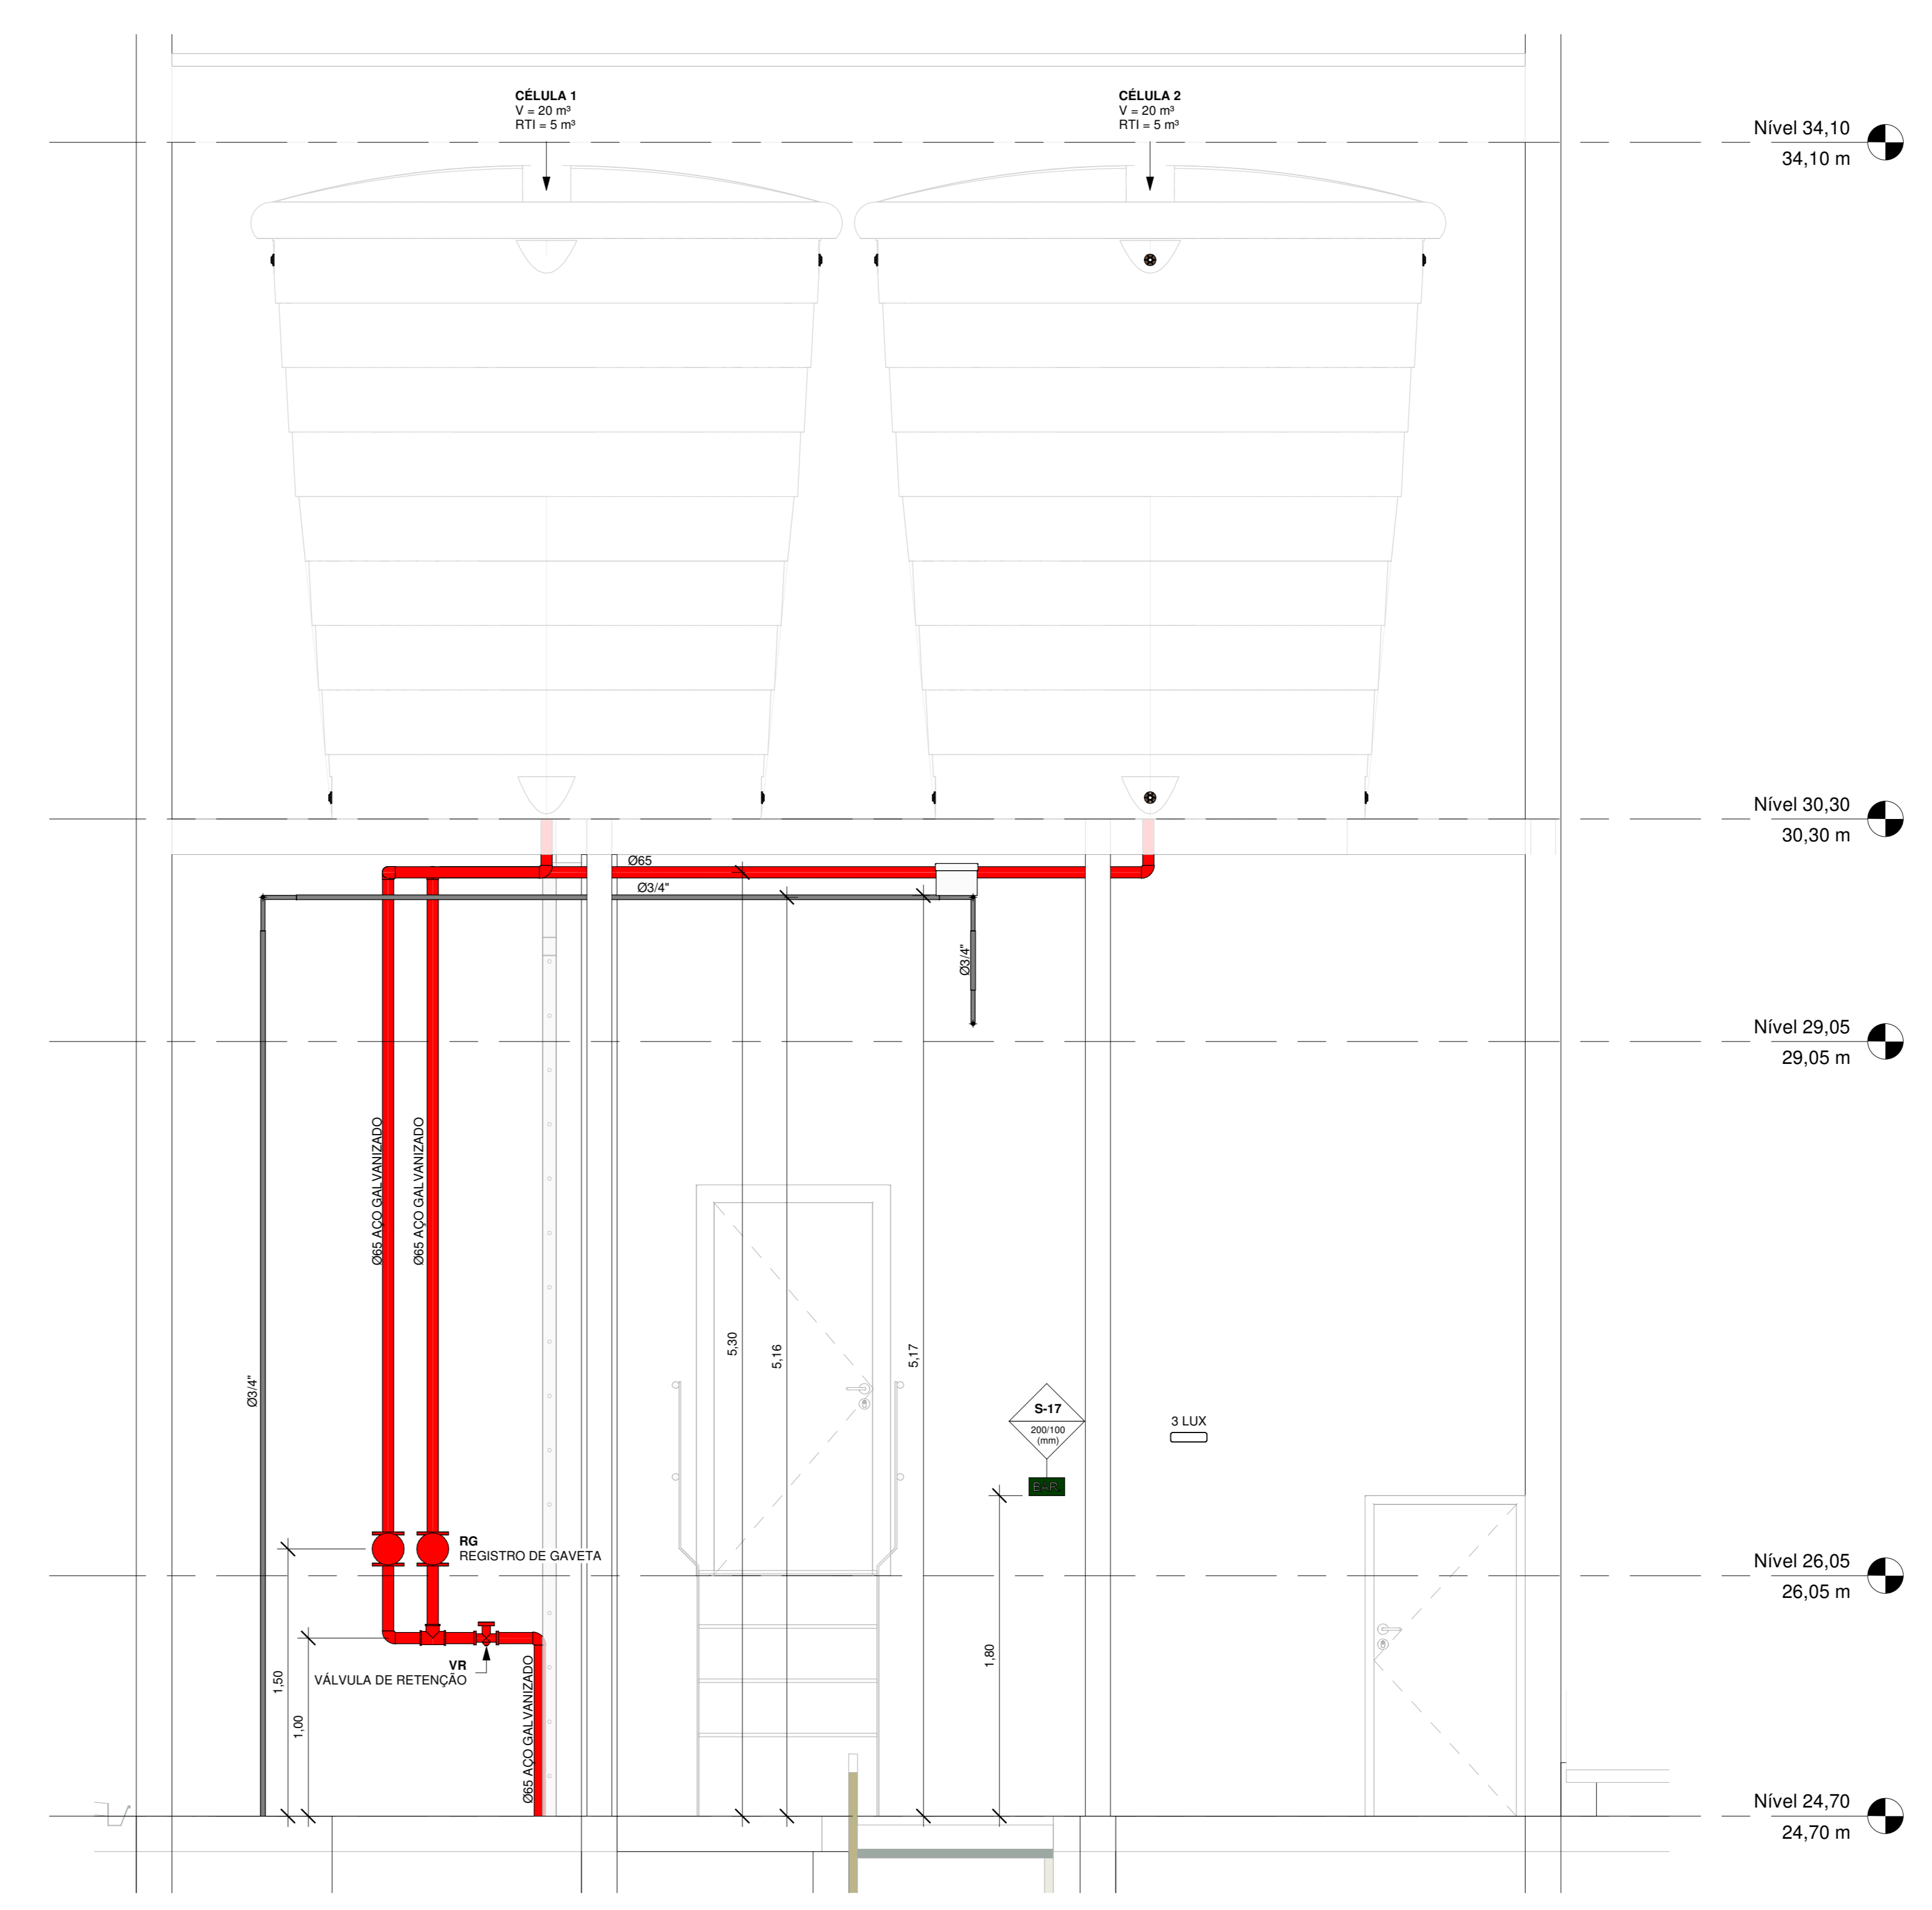 CÉLULA 1
V = 20 m³
RTI = 5 m³
CÉLULA 2
V = 20 m³
RTI = 5 m³
Nível 34,10
34,10 m
Nível 30,30
30,30 m
Ø65
Ø3/4"
Ø3/4"
Nível 29,05
29,05 m
Ø65 AÇO GALVANIZADO
Ø65 AÇO GALVANIZADO
Ø3/4"
5,30
5,16
5,17
S-17
200/100
(mm)
3 LUX
B-R
RG
REGISTRO DE GAVETA
Nível 26,05
26,05 m
VR
VÁLVULA DE RETENÇÃO
1,50
1,00
Ø65 AÇO GALVANIZADO
1,80
Nível 24,70
24,70 m